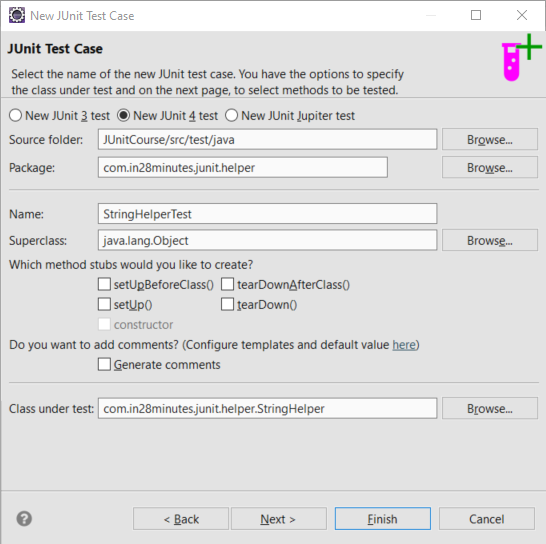 New JUnit Test Case
JUnit Test Case
Select the name of the new JUnit test case. You have the options to specify
the class under test and on the next page, to select methods to be tested.
New JUnit 3 test New JUnit 4 test New JUnit Jupiter test
Source folder: JUnitCourse/src/test/java Browse...
Package: com.in28minutes.junit.helper Browse...
Name: StringHelperTest
Superclass: java.lang.Object Browse...
Which method stubs would you like to create?
setUpBeforeClass() tearDownAfterClass()
setUp() tearDown()
constructor
Do you want to add comments? (Configure templates and default value here)
Generate comments
Class under test: com.in28minutes.junit.helper.StringHelper Browse...
? < Back Next > Finish Cancel